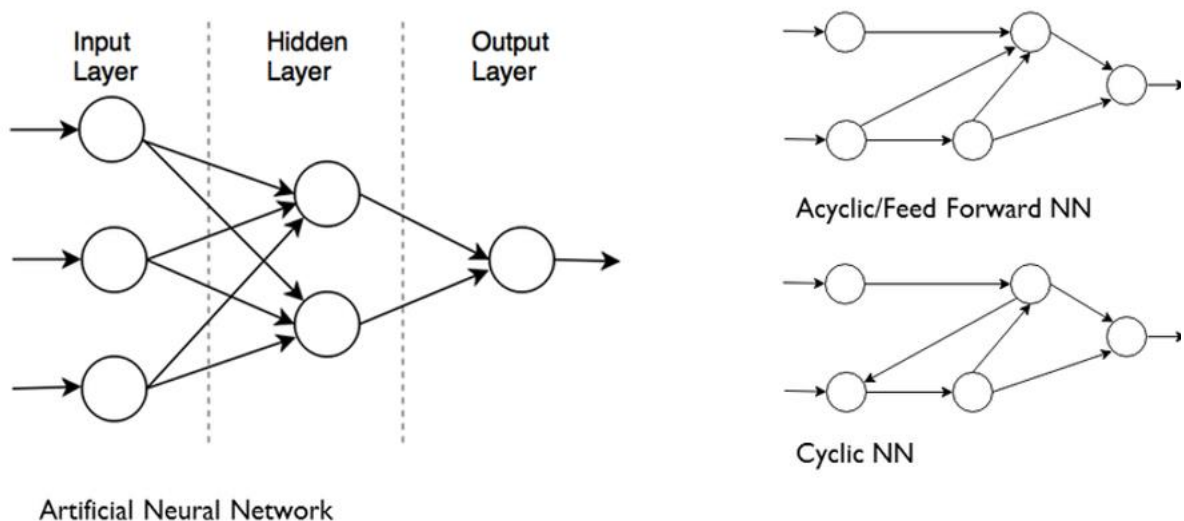 Input
Layer
Hidden
Layer
Output
Layer
Artificial Neural Network
Acyclic/Feed Forward NN
Cyclic NN